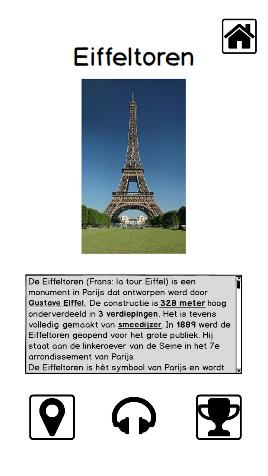 Eiffeltoren
De Eiffeltoren (Frans: la tour Eiffel) is een
monument in Parijs dat ontworpen werd door
Gustave Eiffel. De constructie is 328 meter hoog
onderverdeeld in 3 verdiepingen. Het is tevens
volledig gemaakt van smeedijzer. In 1889 werd de
Eiffeltoren geopend voor het grote publiek. Hij
staat aan de linkeroever van de Seine in het 7e
arrondissement van Parijs
De Eiffeltoren is hét symbool van Parijs en wordt